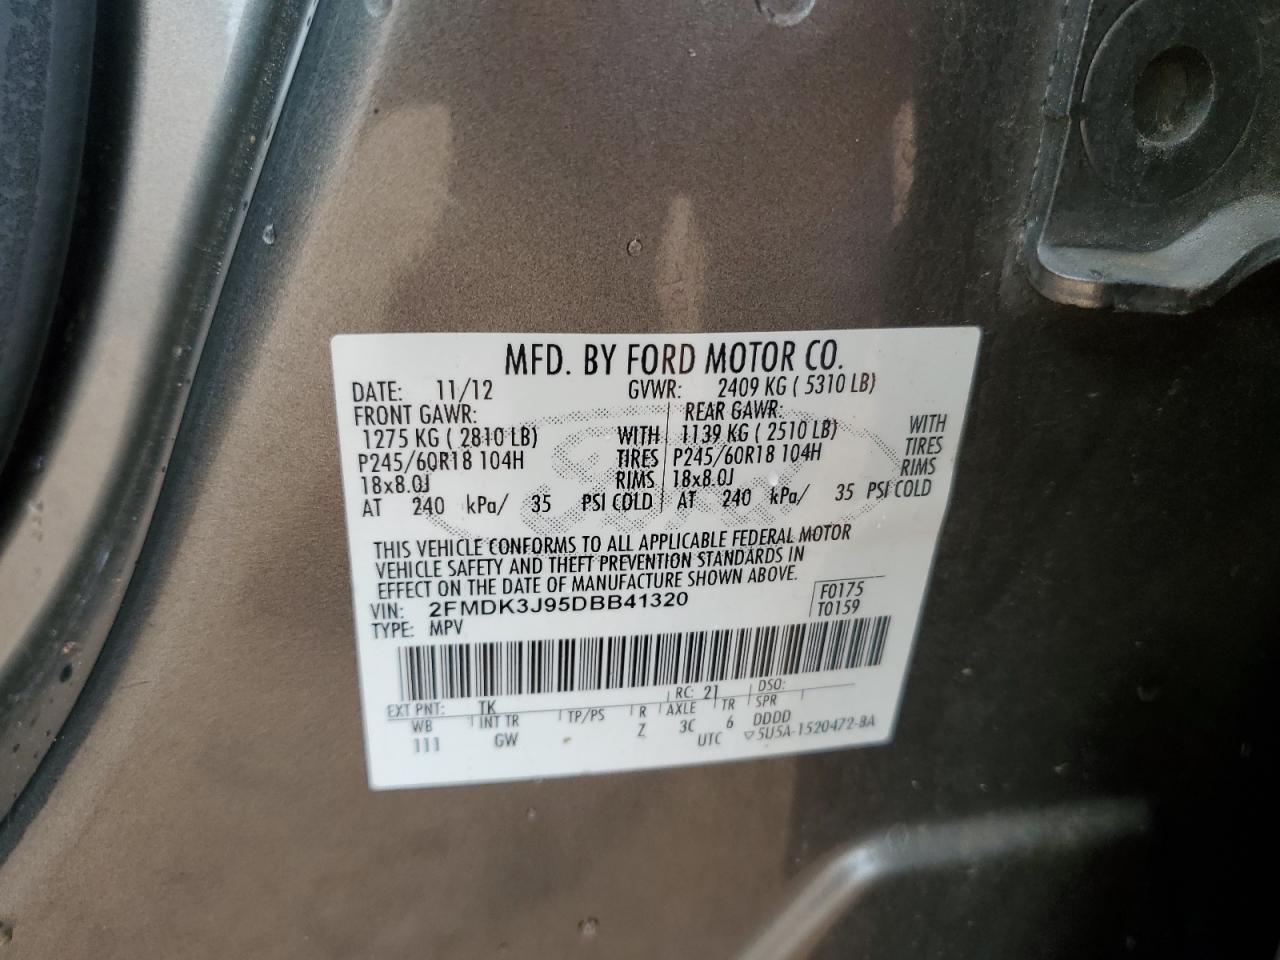 MFD. BY FORD MOTOR CO.
DATE: 11/12 GVWR: 2409 KG ( 5310 LB)
FRONT GAWR: REAR GAWR:
1275 KG ( 2810 LB) WITH 1139 KG ( 2510 LB) WITH
P245/60R18 104H TIRES P245/60R18 104H TIRES
18x8.0J RIMS 18x8.0J RIMS
AT 240 kPa/ 35 PSI COLD AT 240 kPa/ 35 PSI COLD
THIS VEHICLE CONFORMS TO ALL APPLICABLE FEDERAL MOTOR
VEHICLE SAFETY AND THEFT PREVENTION STANDARDS IN
EFFECT ON THE DATE OF MANUFACTURE SHOWN ABOVE.
VIN: 2FMDK3J95DBB41320 F0175
TYPE: MPV T0159
RC: 21 DSO:
EXT PNT: TK
WB INT TR TP/PS R AXLE TR SPR
111 GW Z 3C 6 DDDD
UTC ▽5U5A-1520472-BA